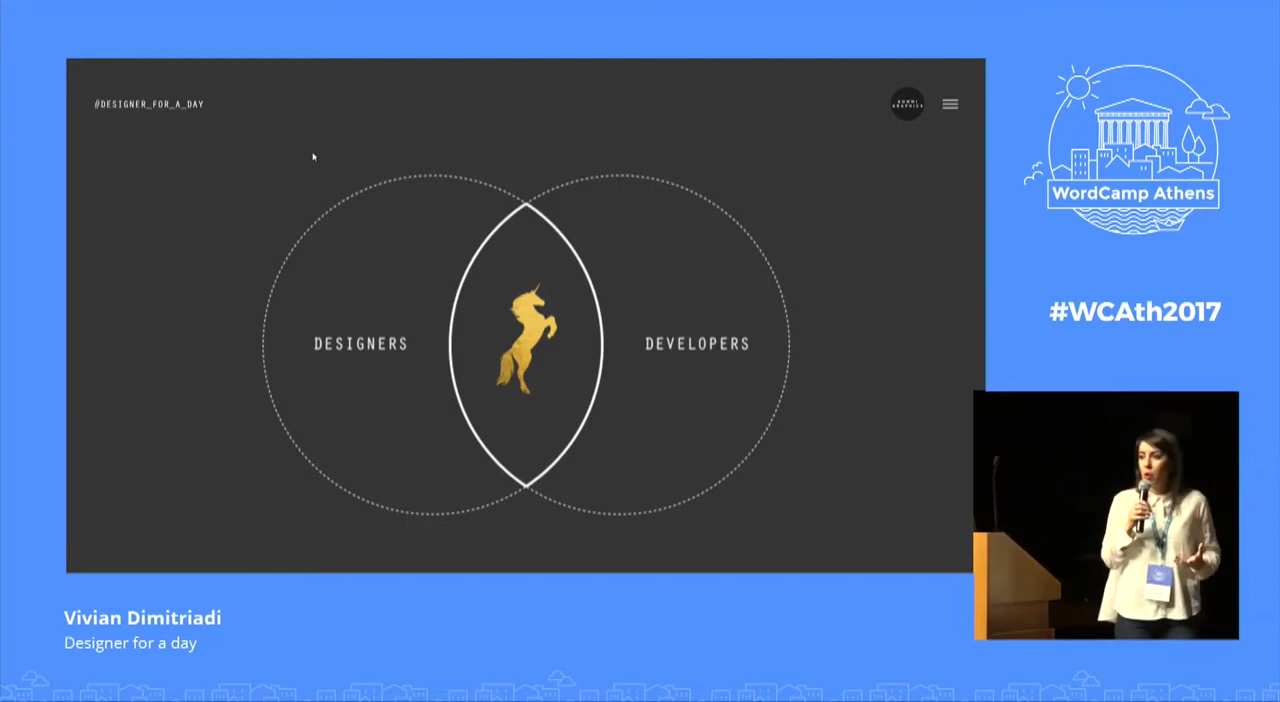 #DESIGNER_FOR_A_DAY
DESIGNERS
DEVELOPERS
WordCamp Athens
#WCAth2017
Vivian Dimitriadi
Designer for a day